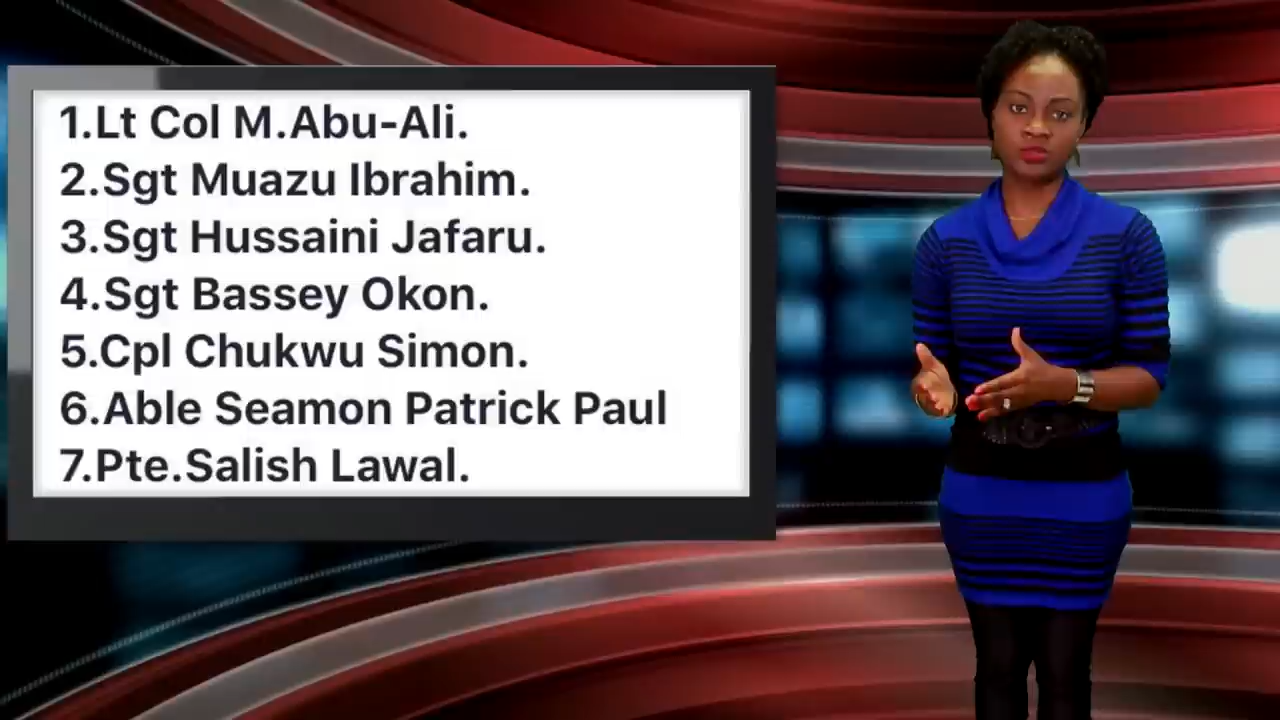 1.Lt Col M.Abu-Ali.
2.Sgt Muazu Ibrahim.
3.Sgt Hussaini Jafaru.
4.Sgt Bassey Okon.
5.Cpl Chukwu Simon.
6.Able Seamon Patrick Paul
7.Pte.Salish Lawal.